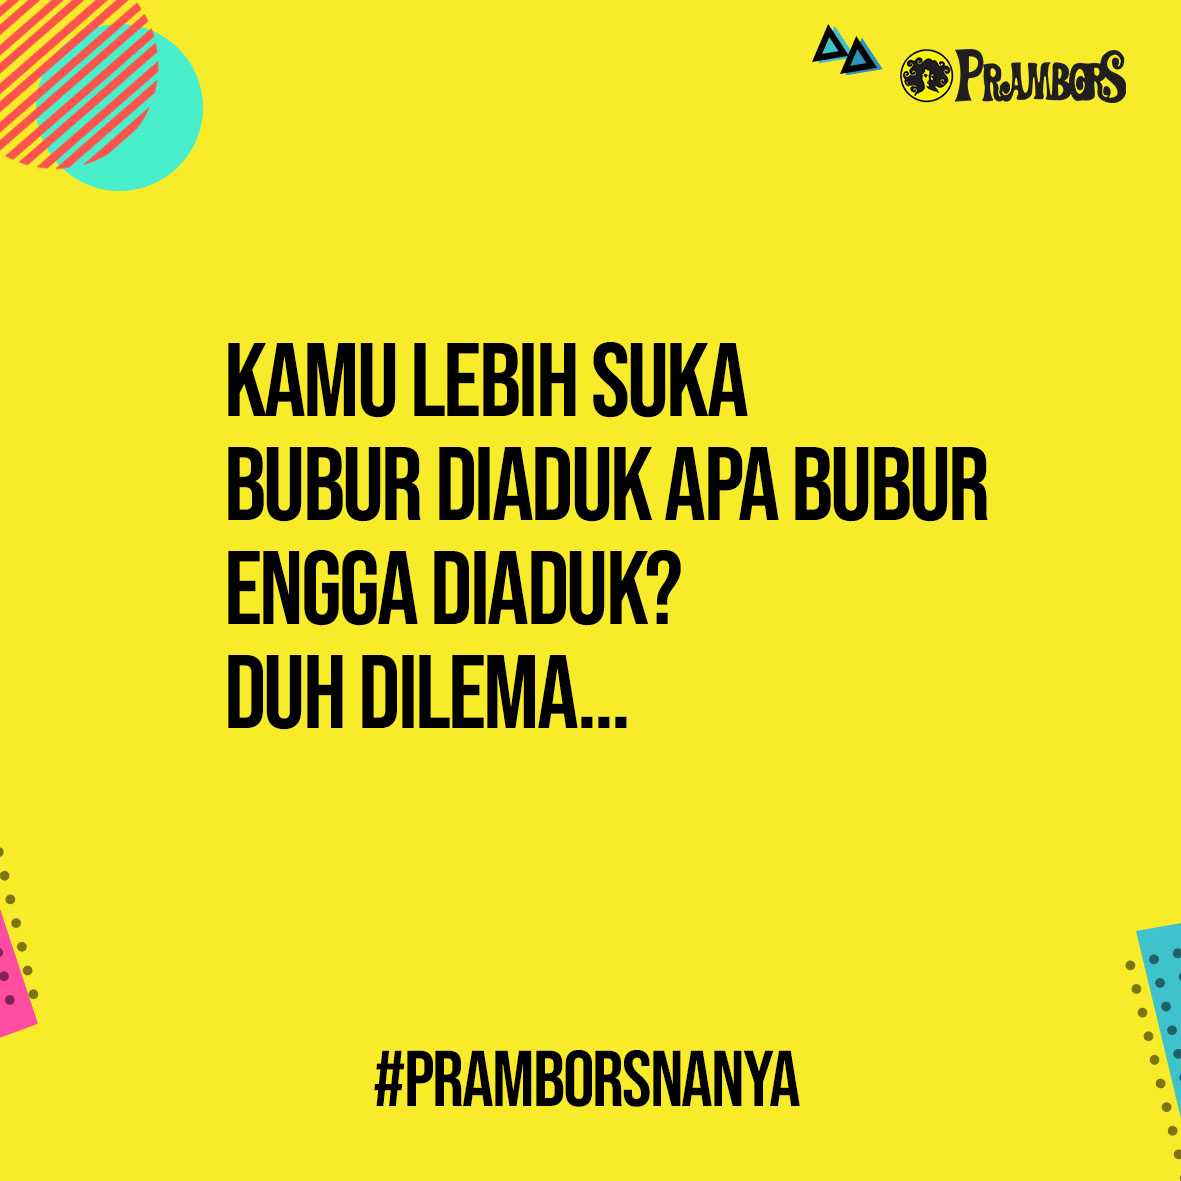 PRAMBORS
KAMU LEBIH SUKA
BUBUR DIADUK APA BUBUR
ENGGA DIADUK?
DUH DILEMA...
#PRAMBORSNANYA